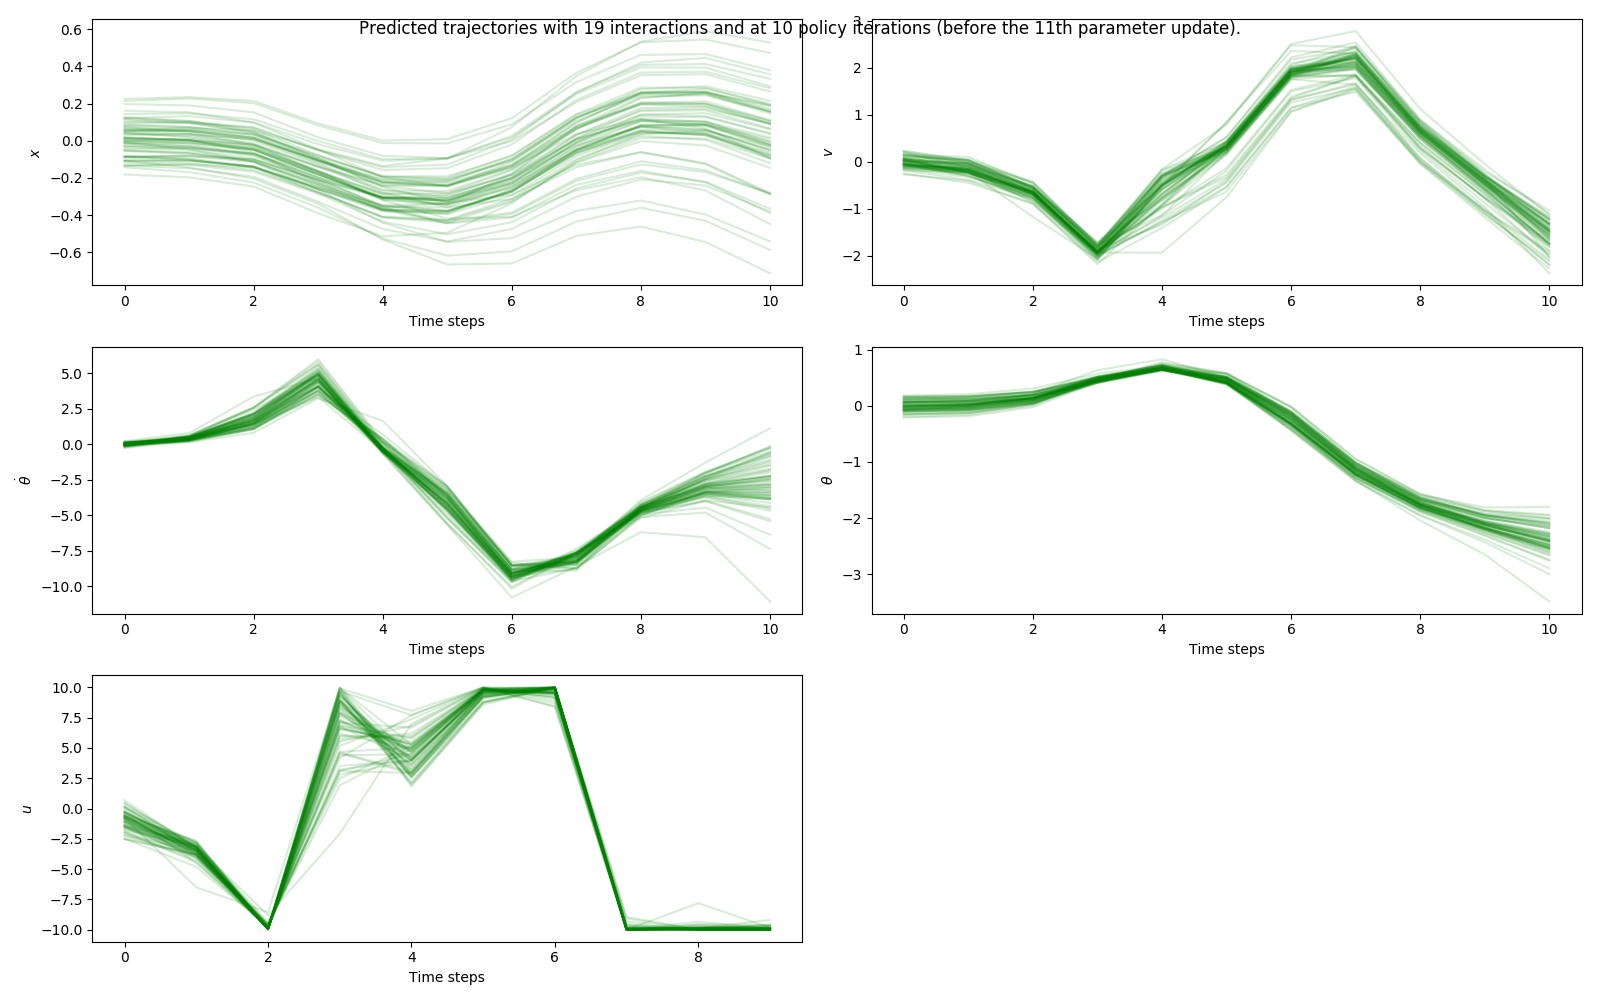 Predicted trajectories with 19 interactions and at 10 policy iterations (before the 11th parameter update).
0.6
0.4
0.2
0.0
−0.2
−0.4
−0.6
x
0 2 4 6 8 10
Time steps
3
2
1
0
−1
−2
v
0 2 4 6 8 10
Time steps
5.0
2.5
0.0
−2.5
−5.0
−7.5
−10.0
θ̇
0 2 4 6 8 10
Time steps
1
0
−1
−2
−3
θ
0 2 4 6 8 10
Time steps
10.0
7.5
5.0
2.5
0.0
−2.5
−5.0
−7.5
−10.0
u
0 2 4 6 8
Time steps